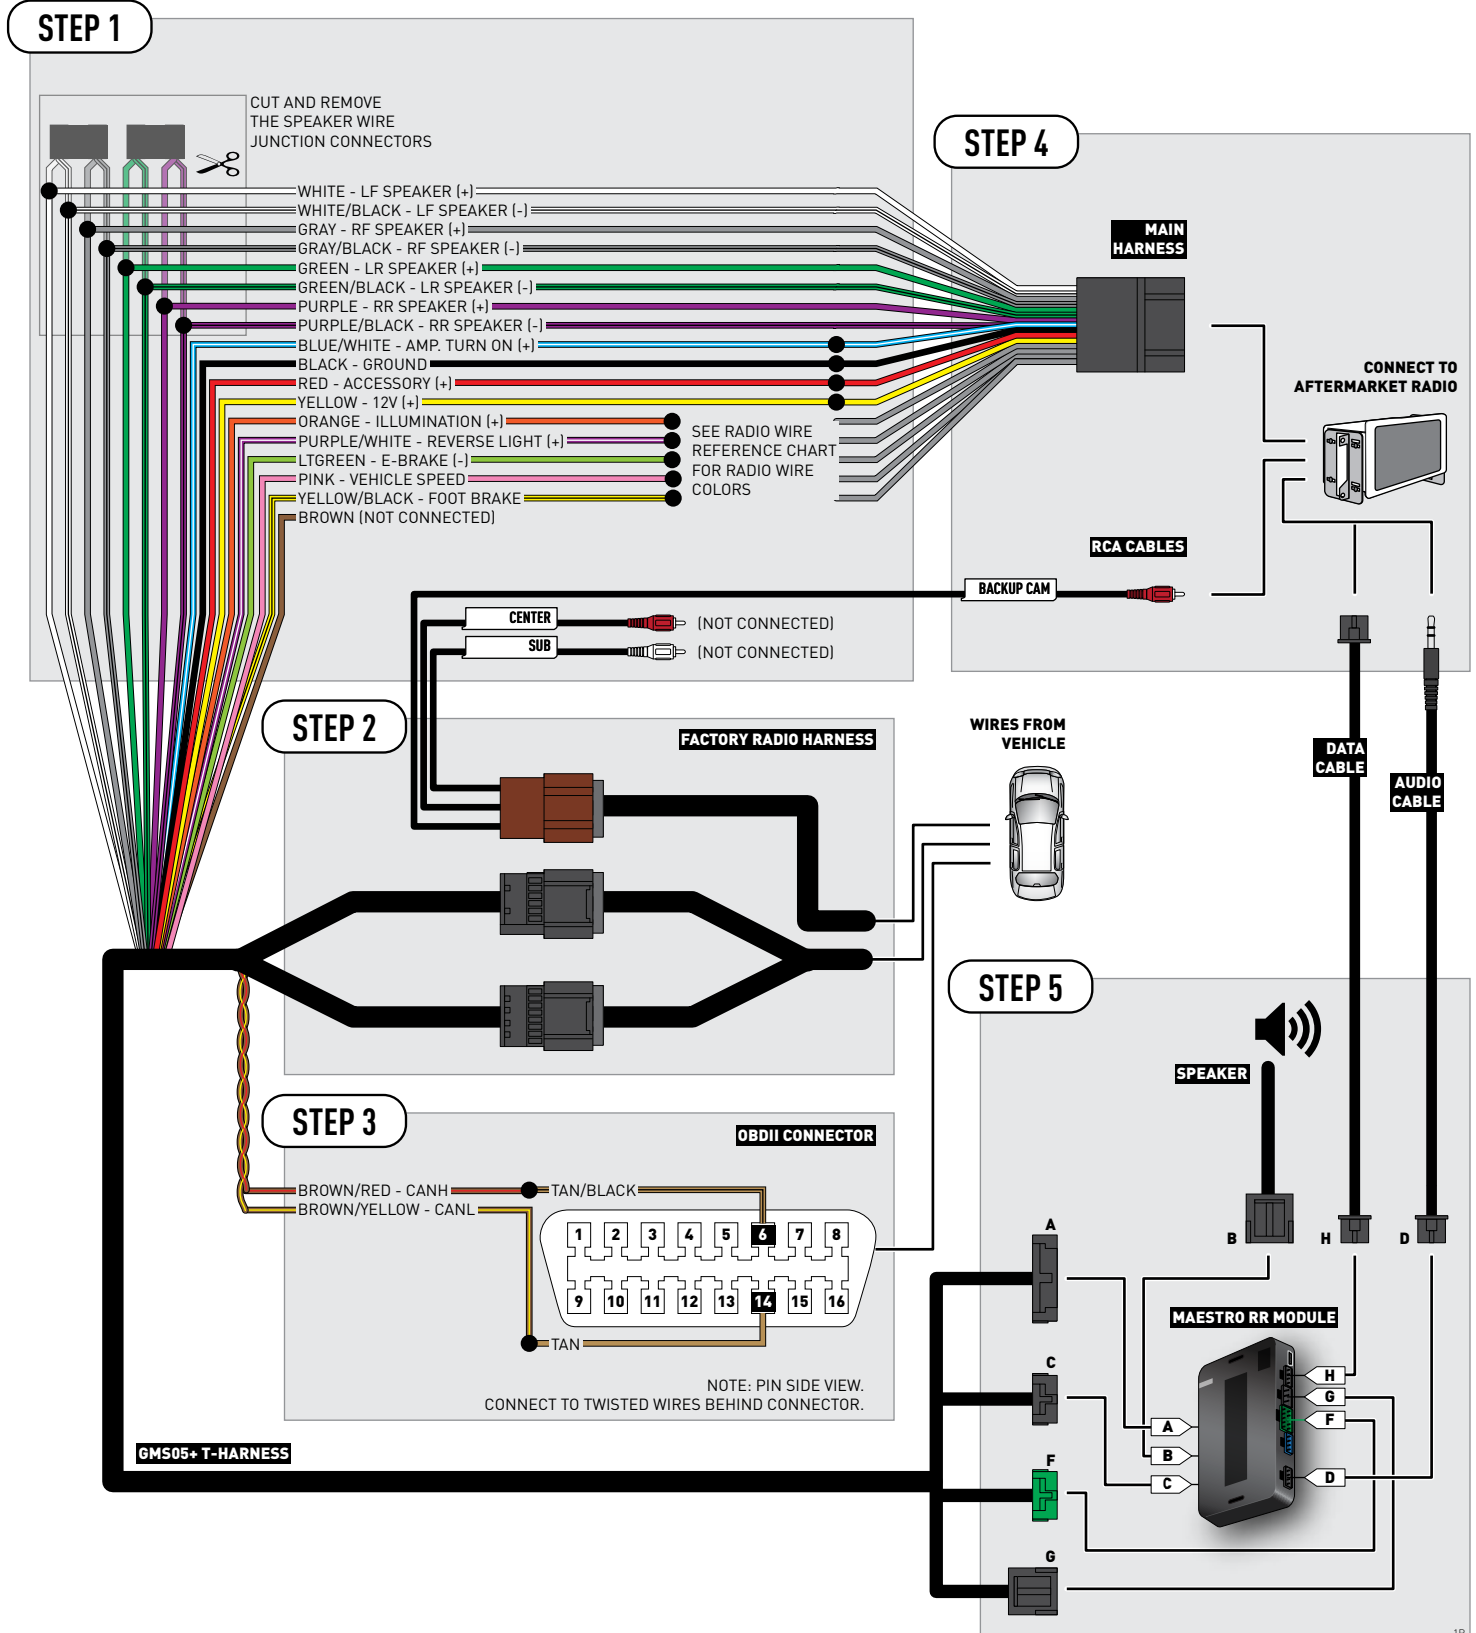 STEP 1
CUT AND REMOVE
THE SPEAKER WIRE
JUNCTION CONNECTORS
WHITE - LF SPEAKER (+)
WHITE/BLACK - LF SPEAKER (-)
GRAY - RF SPEAKER (+)
GRAY/BLACK - RF SPEAKER (-)
GREEN - LR SPEAKER (+)
GREEN/BLACK - LR SPEAKER (-)
PURPLE - RR SPEAKER (+)
PURPLE/BLACK - RR SPEAKER (-)
BLUE/WHITE - AMP. TURN ON (+)
BLACK - GROUND
RED - ACCESSORY (+)
YELLOW - 12V (+)
ORANGE - ILLUMINATION (+)
PURPLE/WHITE - REVERSE LIGHT (+)
LTGREEN - E-BRAKE (-)
PINK - VEHICLE SPEED
YELLOW/BLACK - FOOT BRAKE
BROWN (NOT CONNECTED)
SEE RADIO WIRE
REFERENCE CHART
FOR RADIO WIRE
COLORS
CENTER
(NOT CONNECTED)
SUB
(NOT CONNECTED)
STEP 4
MAIN
HARNESS
CONNECT TO
AFTERMARKET RADIO
RCA CABLES
BACKUP CAM
DATA
CABLE
AUDIO
CABLE
STEP 2
FACTORY RADIO HARNESS
WIRES FROM
VEHICLE
STEP 3
OBDII CONNECTOR
BROWN/RED - CANH
TAN/BLACK
BROWN/YELLOW - CANL
1 2 3 4 5 6 7 8
9 10 11 12 13 14 15 16
TAN
NOTE: PIN SIDE VIEW.
CONNECT TO TWISTED WIRES BEHIND CONNECTOR.
GMS05+ T-HARNESS
STEP 5
SPEAKER
A
B
H
D
MAESTRO RR MODULE
C
F
G
H
G
F
D
A
B
C